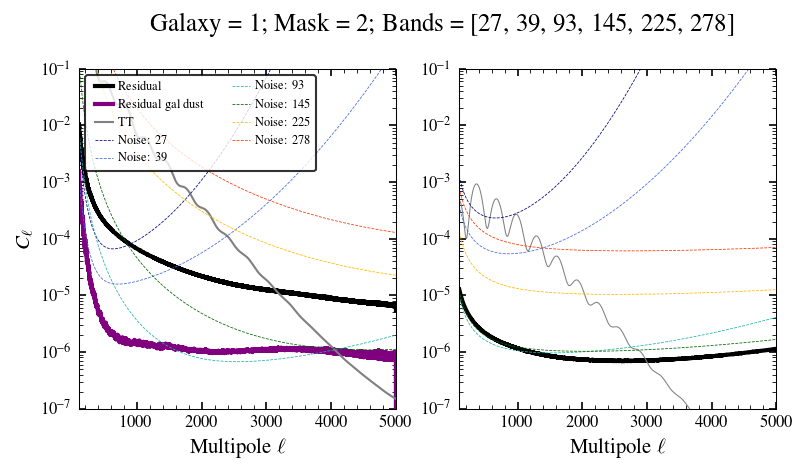 Galaxy = 1; Mask = 2; Bands = [27, 39, 93, 145, 225, 278]
Residual
Residual gal dust
TT
Noise: 27
Noise: 39
Noise: 93
Noise: 145
Noise: 225
Noise: 278
C_ℓ
10^{-1}
10^{-2}
10^{-3}
10^{-4}
10^{-5}
10^{-6}
10^{-7}
1000 2000 3000 4000 5000
Multipole ℓ
10^{-1}
10^{-2}
10^{-3}
10^{-4}
10^{-5}
10^{-6}
10^{-7}
1000 2000 3000 4000 5000
Multipole ℓ